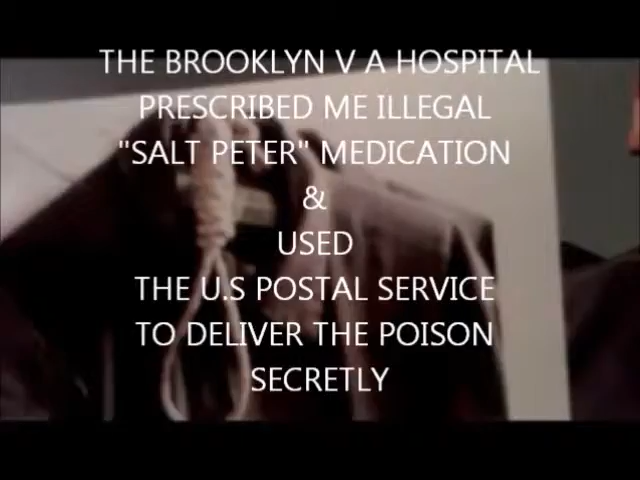 THE BROOKLYN V A HOSPITAL
PRESCRIBED ME ILLEGAL
"SALT PETER" MEDICATION
&
USED
THE U.S POSTAL SERVICE
TO DELIVER THE POISON
SECRETLY